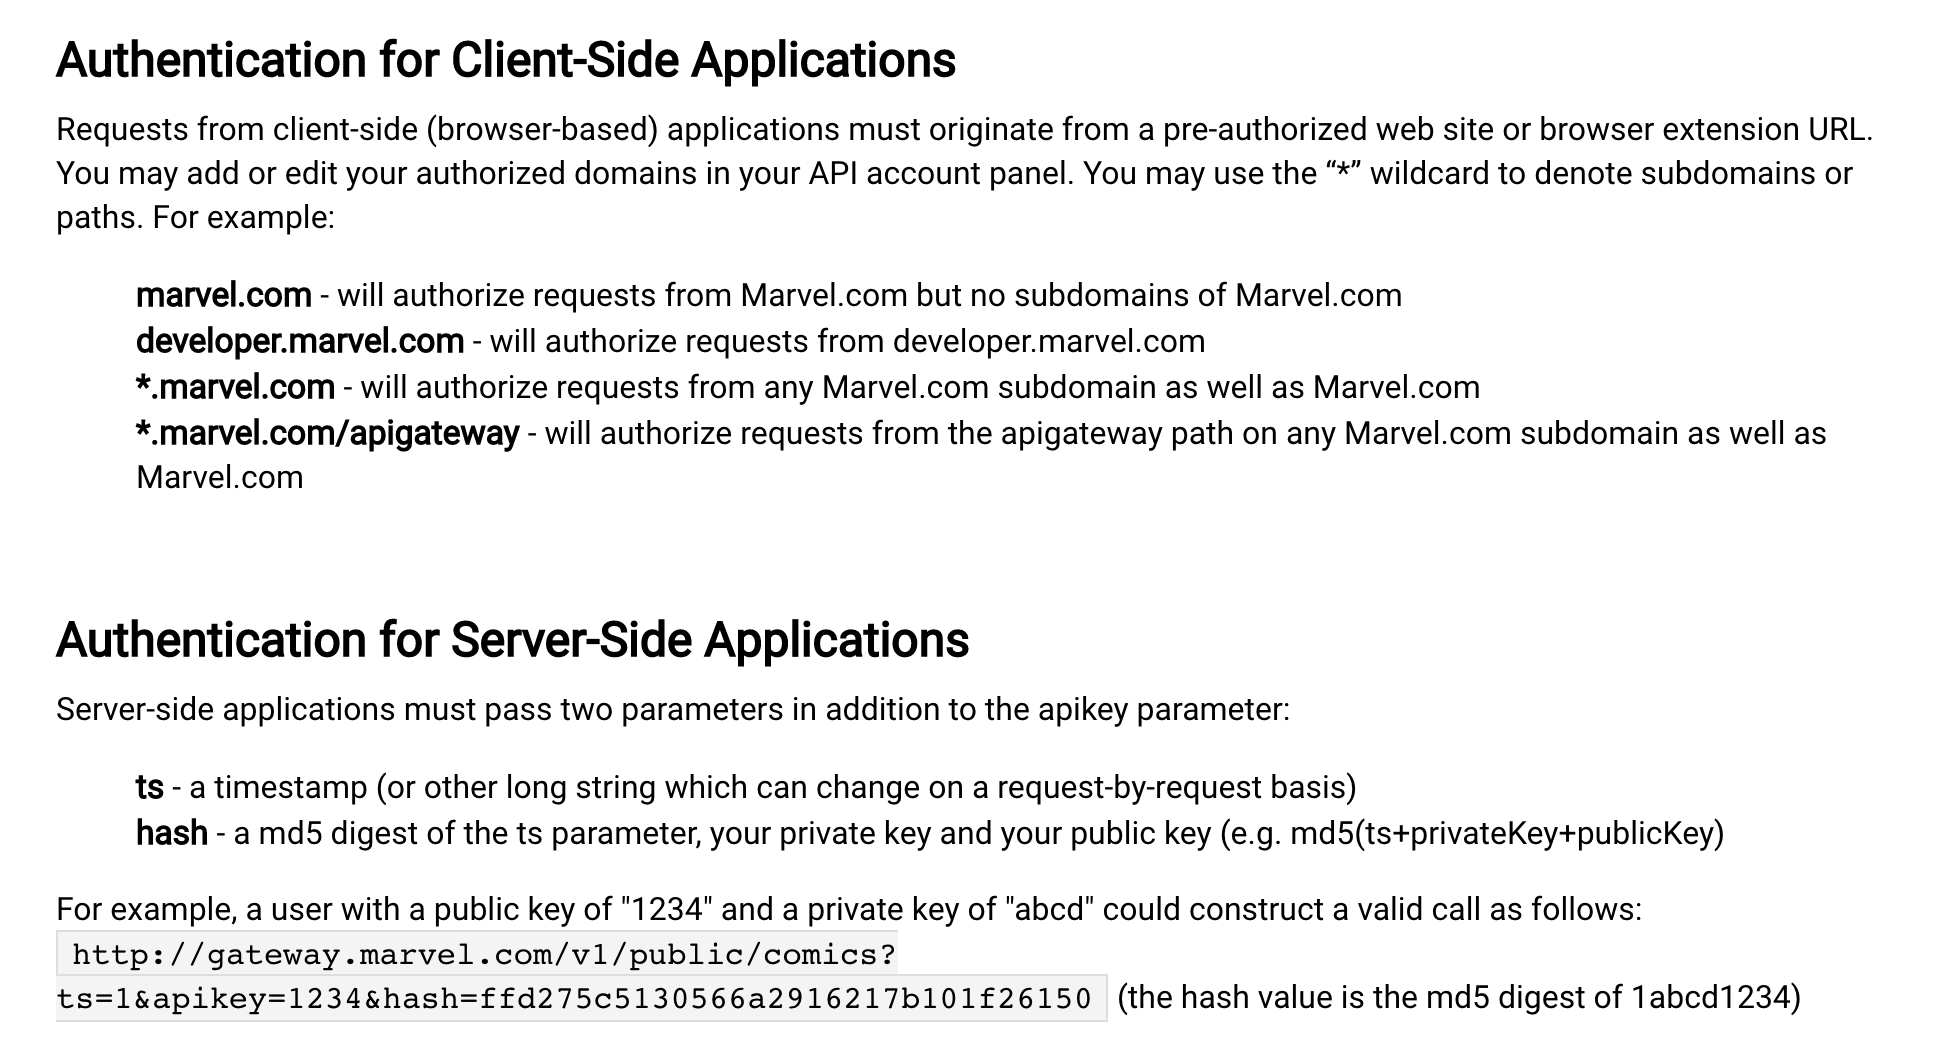 Authentication for Client-Side Applications
Requests from client-side (browser-based) applications must originate from a pre-authorized web site or browser extension URL.
You may add or edit your authorized domains in your API account panel. You may use the “*” wildcard to denote subdomains or
paths. For example:
marvel.com - will authorize requests from Marvel.com but no subdomains of Marvel.com
developer.marvel.com - will authorize requests from developer.marvel.com
*.marvel.com - will authorize requests from any Marvel.com subdomain as well as Marvel.com
*.marvel.com/apigateway - will authorize requests from the apigateway path on any Marvel.com subdomain as well as
Marvel.com
Authentication for Server-Side Applications
Server-side applications must pass two parameters in addition to the apikey parameter:
ts - a timestamp (or other long string which can change on a request-by-request basis)
hash - a md5 digest of the ts parameter, your private key and your public key (e.g. md5(ts+privateKey+publicKey)
For example, a user with a public key of "1234" and a private key of "abcd" could construct a valid call as follows:
http://gateway.marvel.com/v1/public/comics?
ts=1&apikey=1234&hash=ffd275c5130566a2916217b101f26150 (the hash value is the md5 digest of 1abcd1234)